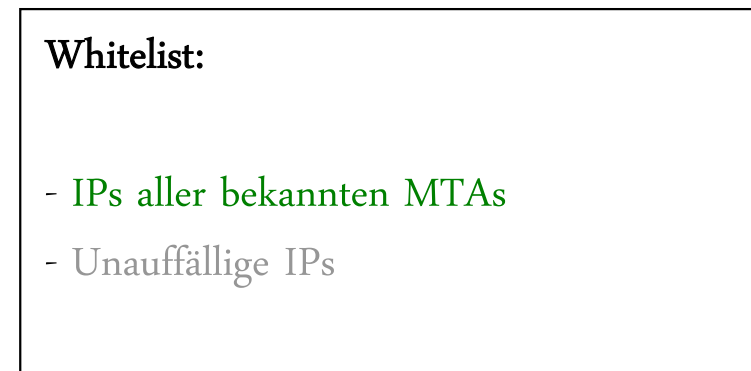 Whitelist:
- IPs aller bekannten MTAs
- Unauffällige IPs